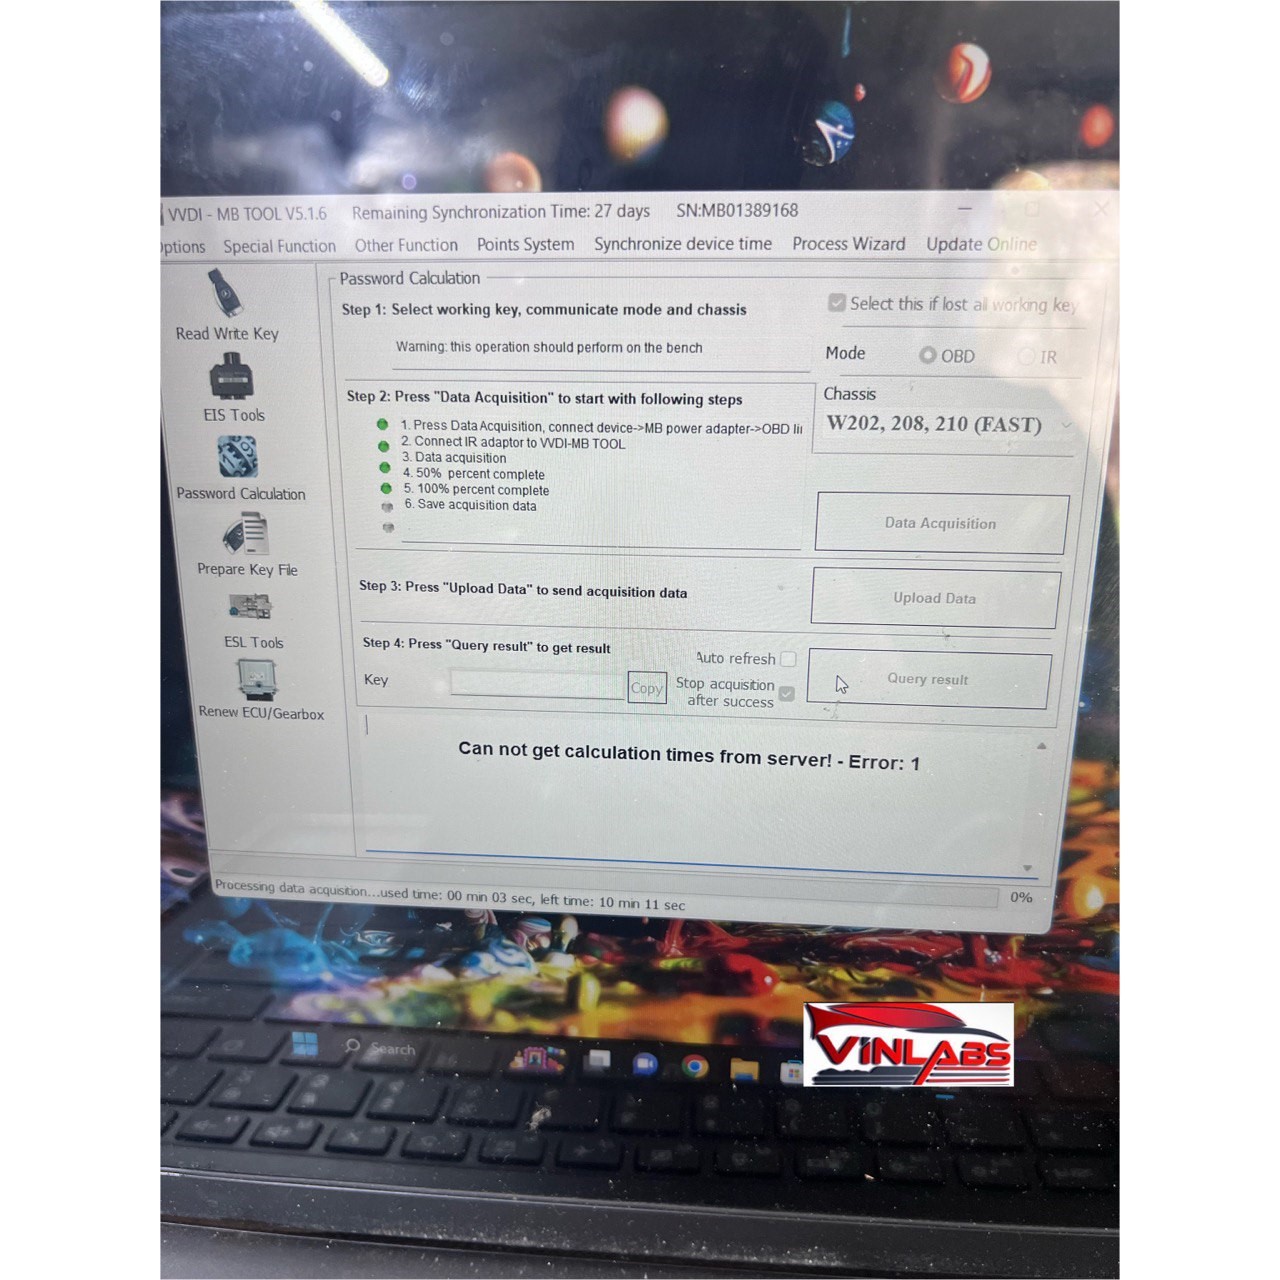 VVDI - MB TOOL V5.1.6 Remaining Synchronization Time: 27 days SN:MB01389168
ptions Special Function Other Function Points System Synchronize device time Process Wizard Update Online
Read Write Key
EIS Tools
Password Calculation
Prepare Key File
ESL Tools
Renew ECU/Gearbox
Password Calculation
Step 1: Select working key, communicate mode and chassis
Select this if lost all working key
Warning: this operation should perform on the bench
Mode OBD IR
Chassis
W202, 208, 210 (FAST)
Step 2: Press "Data Acquisition" to start with following steps
1. Press Data Acquisition, connect device->MB power adapter->OBD li
2. Connect IR adaptor to VVDI-MB TOOL
3. Data acquisition
4. 50% percent complete
5. 100% percent complete
6. Save acquisition data
Data Acquisition
Step 3: Press "Upload Data" to send acquisition data
Upload Data
Step 4: Press "Query result" to get result
Auto refresh
Key
Copy
Stop acquisition
after success
Query result
Can not get calculation times from server! - Error: 1
Processing data acquisition...used time: 00 min 03 sec, left time: 10 min 11 sec
0%
Search
VINLABS